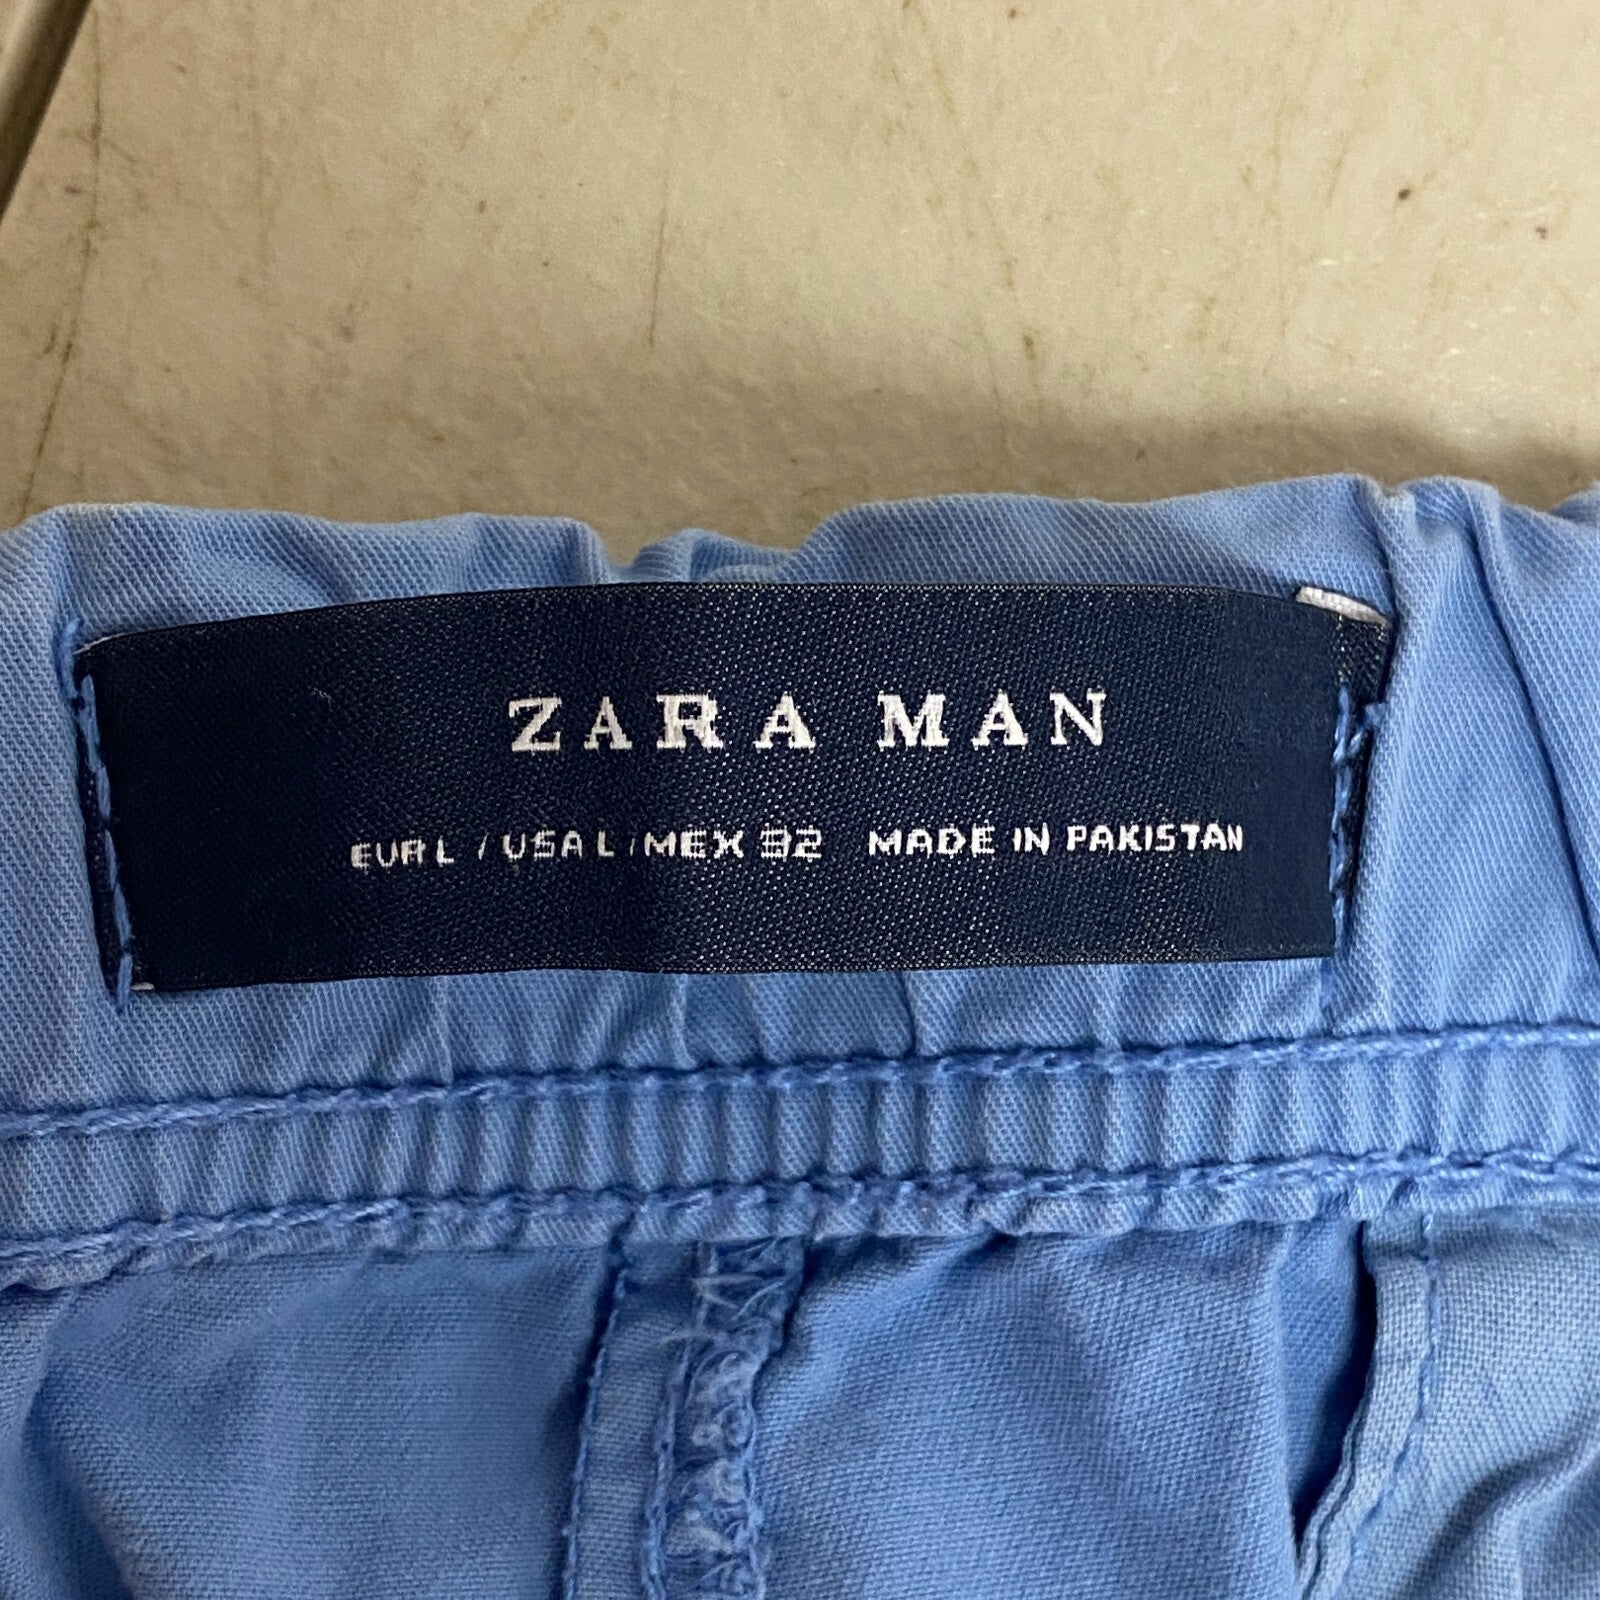 ZARA MAN
EUR L / USA L / MEX 32 MADE IN PAKISTAN